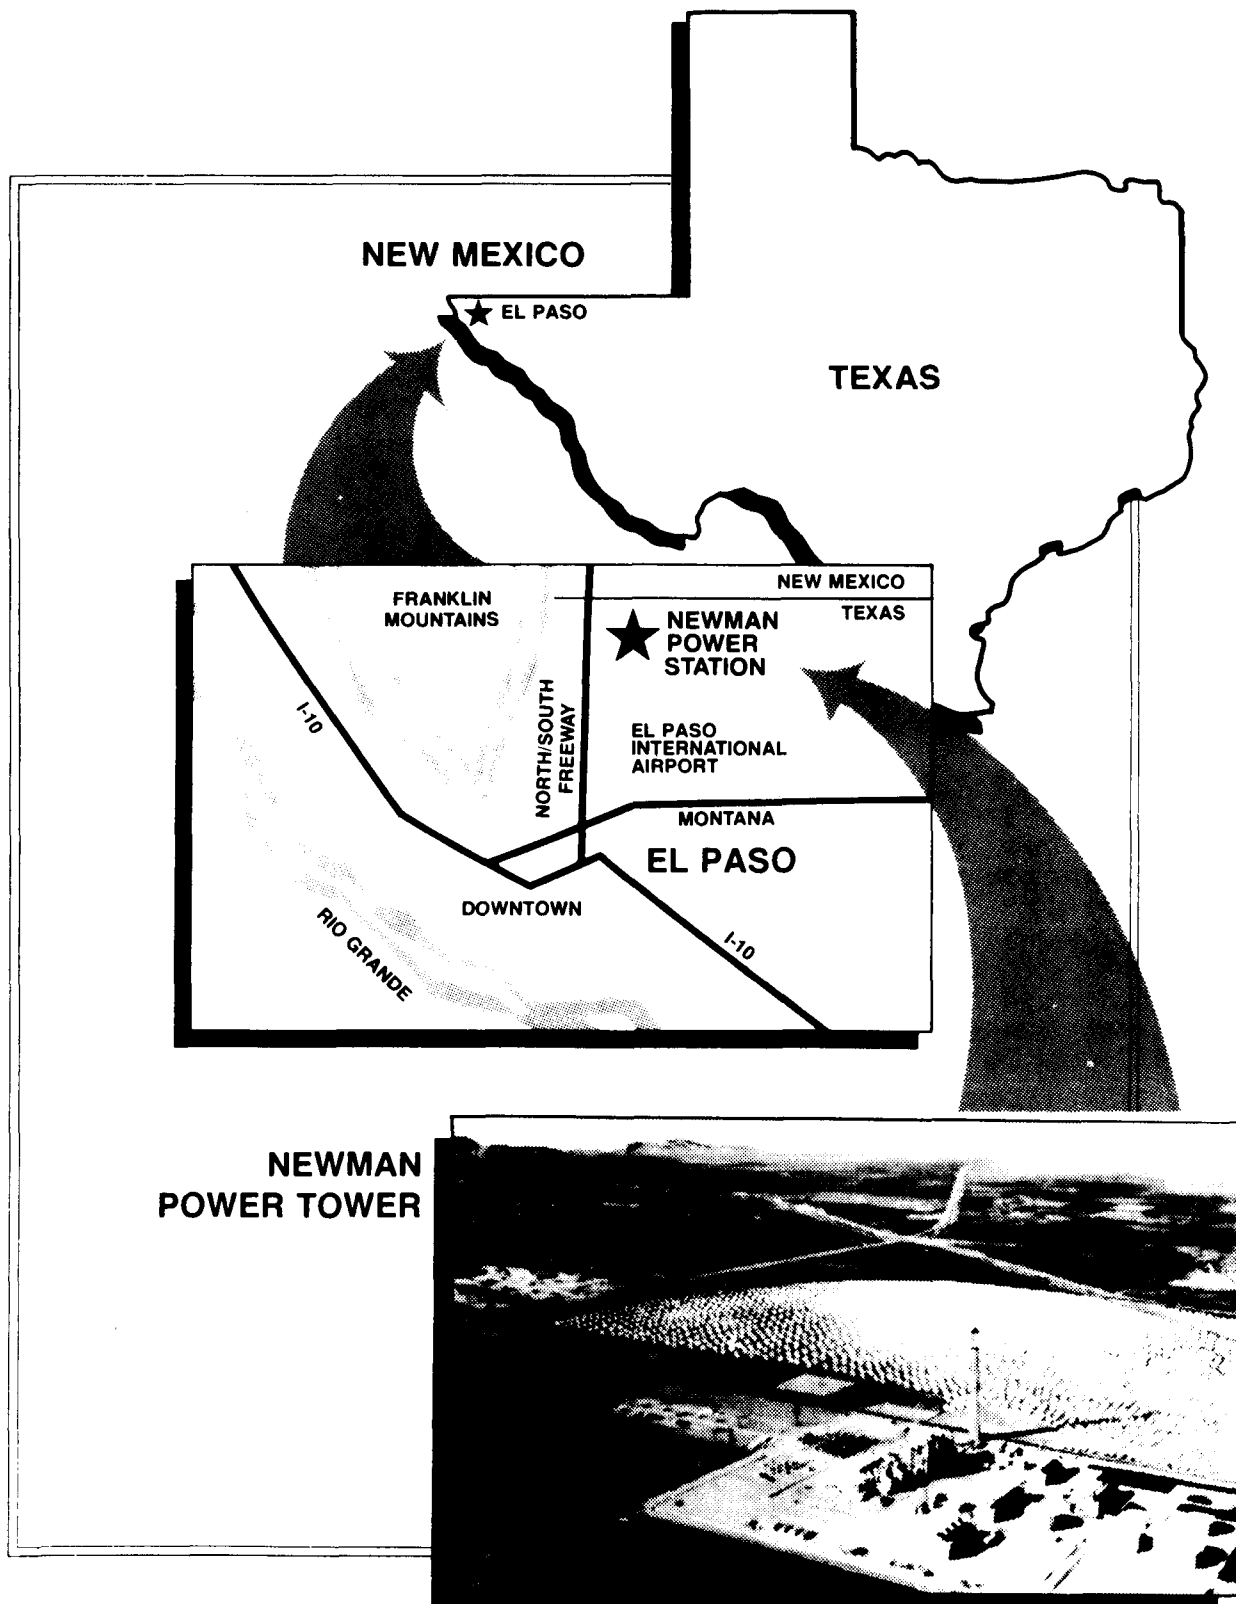 NEW MEXICO
EL PASO
TEXAS
NEW MEXICO
TEXAS
FRANKLIN
MOUNTAINS
NEWMAN
POWER
STATION
I-10
NORTH/SOUTH
FREEWAY
EL PASO
INTERNATIONAL
AIRPORT
MONTANA
EL PASO
DOWNTOWN
RIO GRANDE
I-10
NEWMAN
POWER TOWER